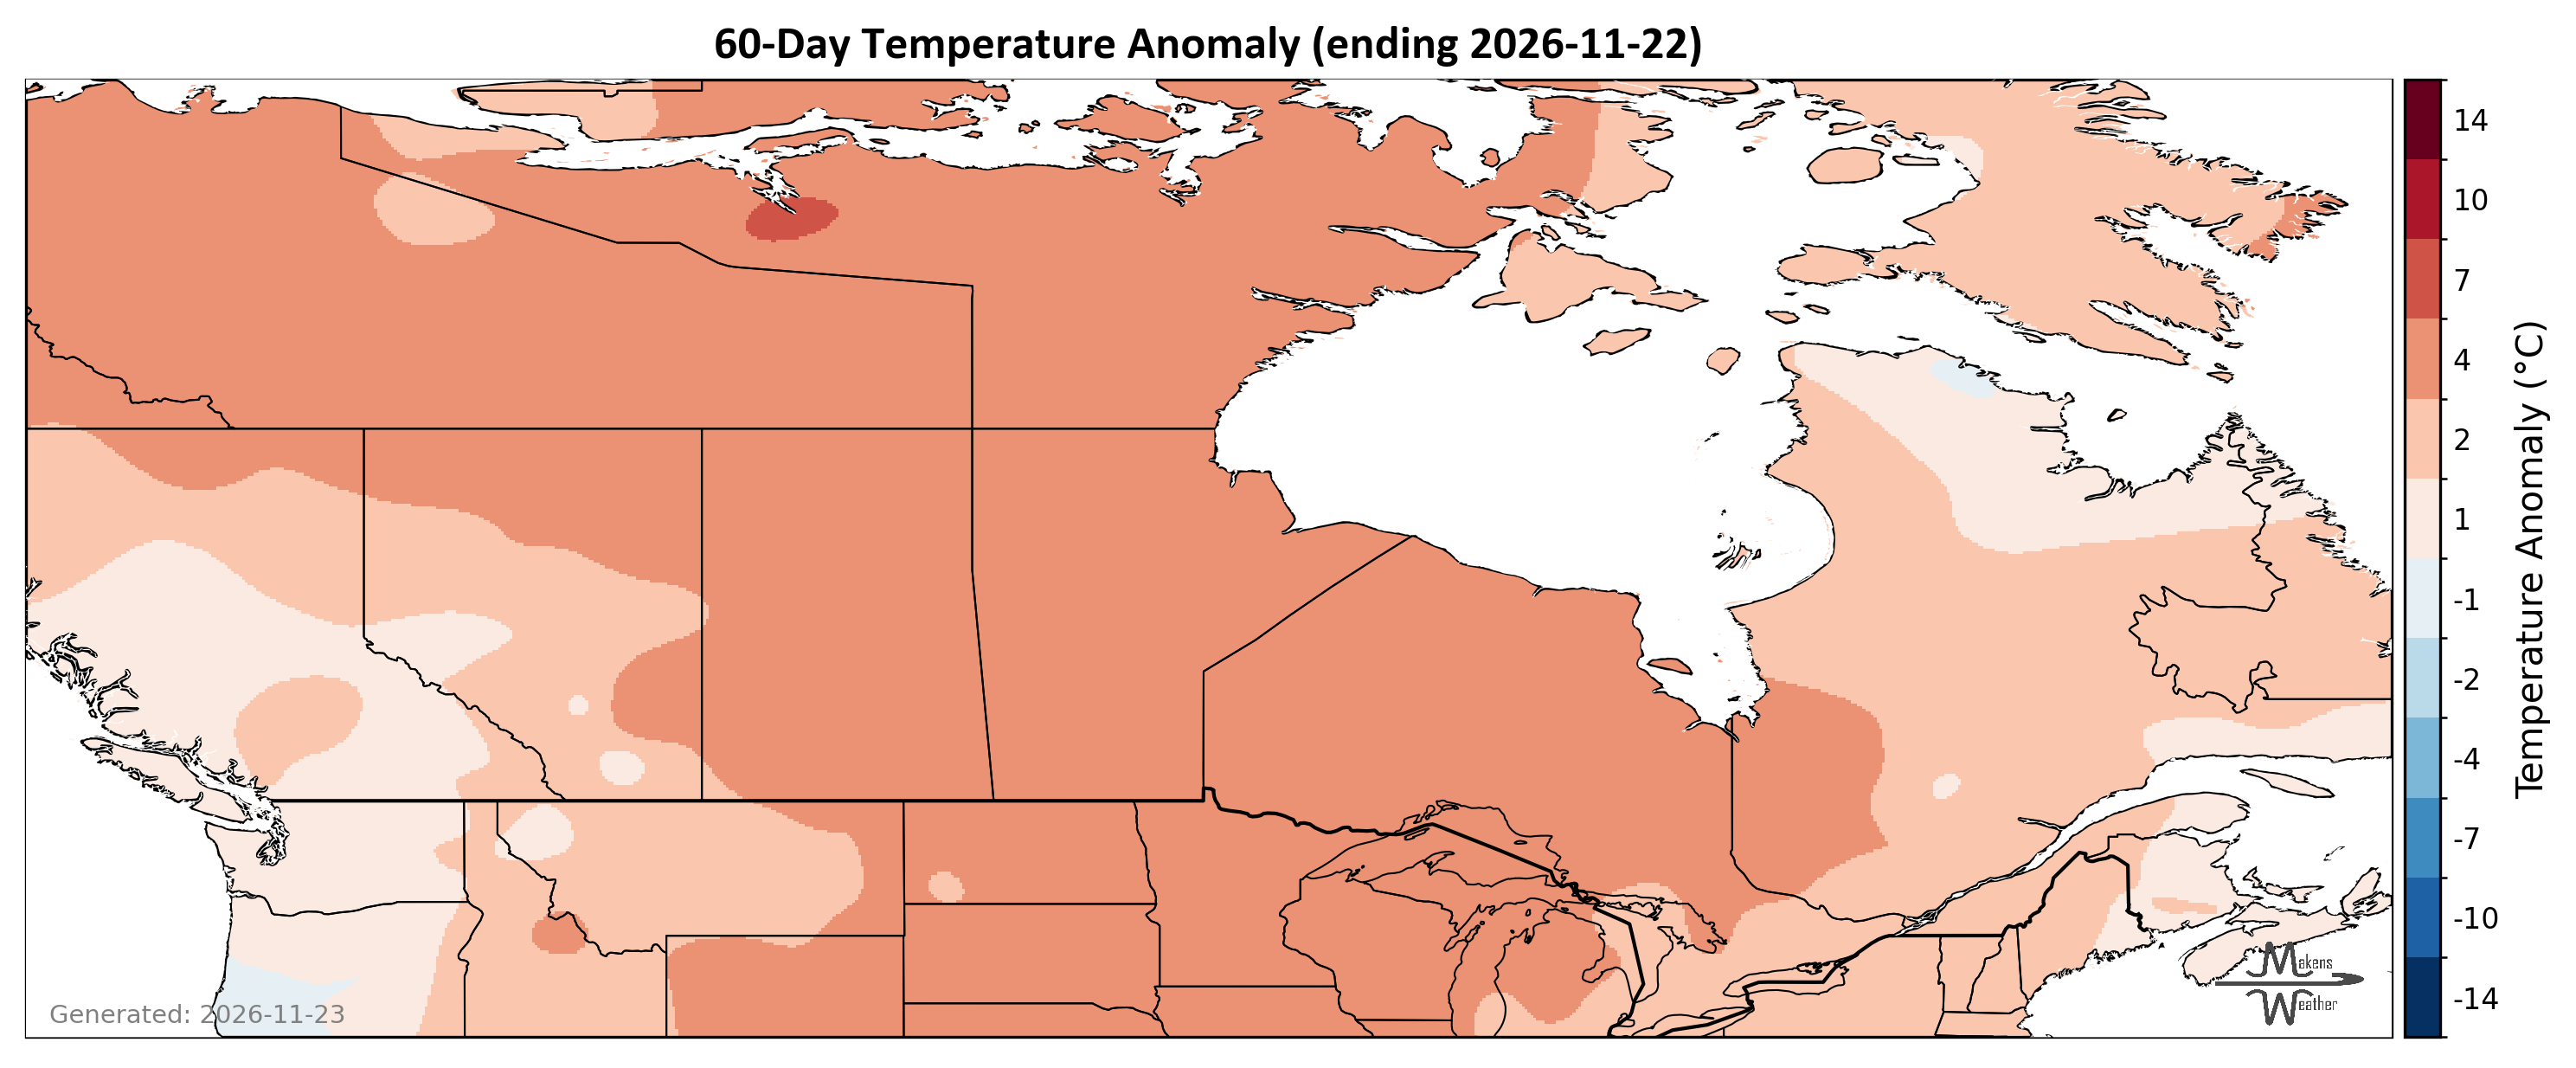 60-Day Temperature Anomaly (ending 2026-11-22)
14
10
7
4
2
1
-1
-2
-4
-7
-10
-14
Temperature Anomaly (°C)
Generated: 2026-11-23
Makens
Weather